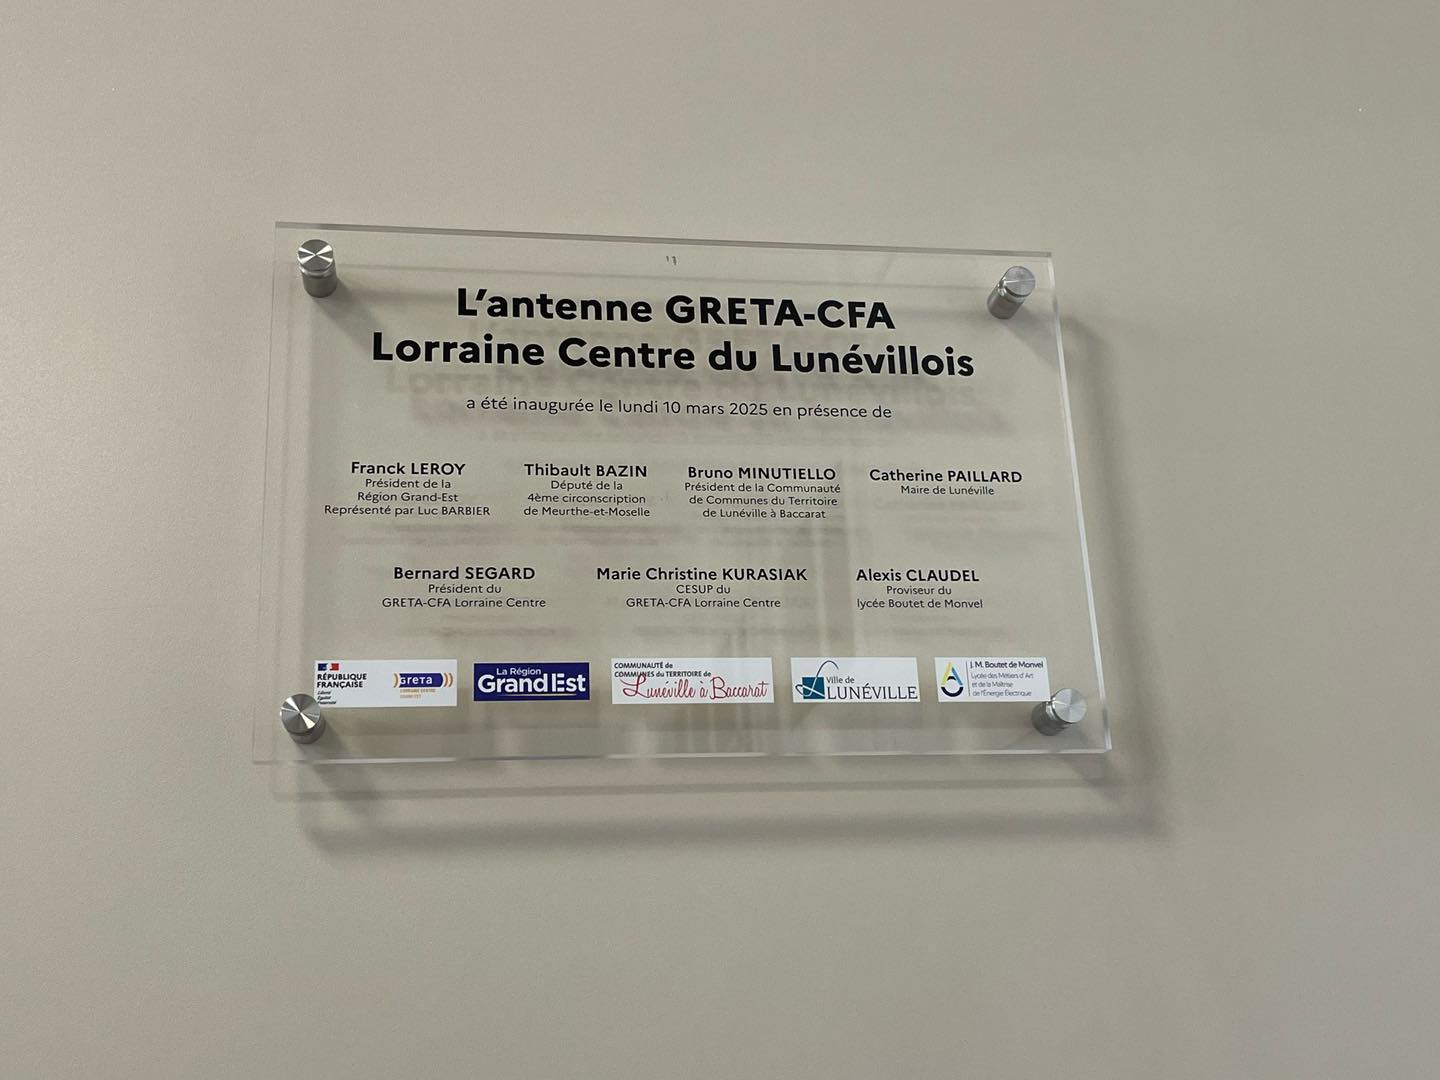 L'antenne GRETA-CFA
Lorraine Centre du Lunévillois
a été inaugurée le lundi 10 mars 2025 en présence de
Franck LEROY
Président de la
Région Grand-Est
Représenté par Luc BARBIER
Thibault BAZIN
Député de la
4ème circonscription
de Meurthe-et-Moselle
Bruno MINUTIELLO
Président de la Communauté
de Communes du Territoire
de Lunéville à Baccarat
Catherine PAILLARD
Maire de Lunéville
Bernard SEGARD
Président du
GRETA-CFA Lorraine Centre
Marie Christine KURASIAK
CESUP du
GRETA-CFA Lorraine Centre
Alexis CLAUDEL
Proviseur du
lycée Boutet de Monvel
RÉPUBLIQUE
FRANÇAISE
Liberté
Égalité
Fraternité
GRETA
LORRAINE CENTRE
La Région
Grand Est
COMMUNAUTÉ de
COMMUNES du TERRITOIRE de
Lunéville à Baccarat
Ville de
LUNÉVILLE
J. M. Boutet de Monvel
Lycée des Métiers d'Art
et de la Maîtrise
de l'Énergie Électrique